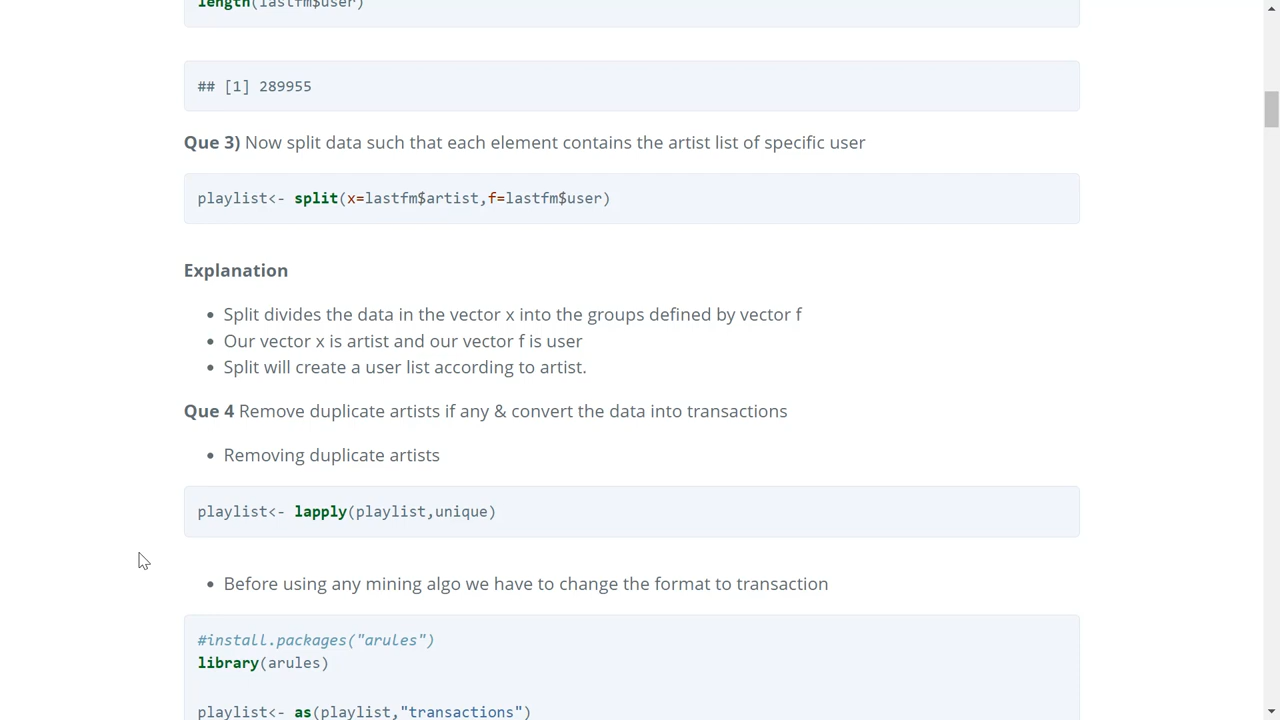 length(lastfm$user)
## [1] 289955
Que 3) Now split data such that each element contains the artist list of specific user
playlist<- split(x=lastfm$artist,f=lastfm$user)
Explanation
• Split divides the data in the vector x into the groups defined by vector f
• Our vector x is artist and our vector f is user
• Split will create a user list according to artist.
Que 4 Remove duplicate artists if any & convert the data into transactions
• Removing duplicate artists
playlist<- lapply(playlist,unique)
• Before using any mining algo we have to change the format to transaction
#install.packages("arules")
library(arules)
playlist<- as(playlist,"transactions")